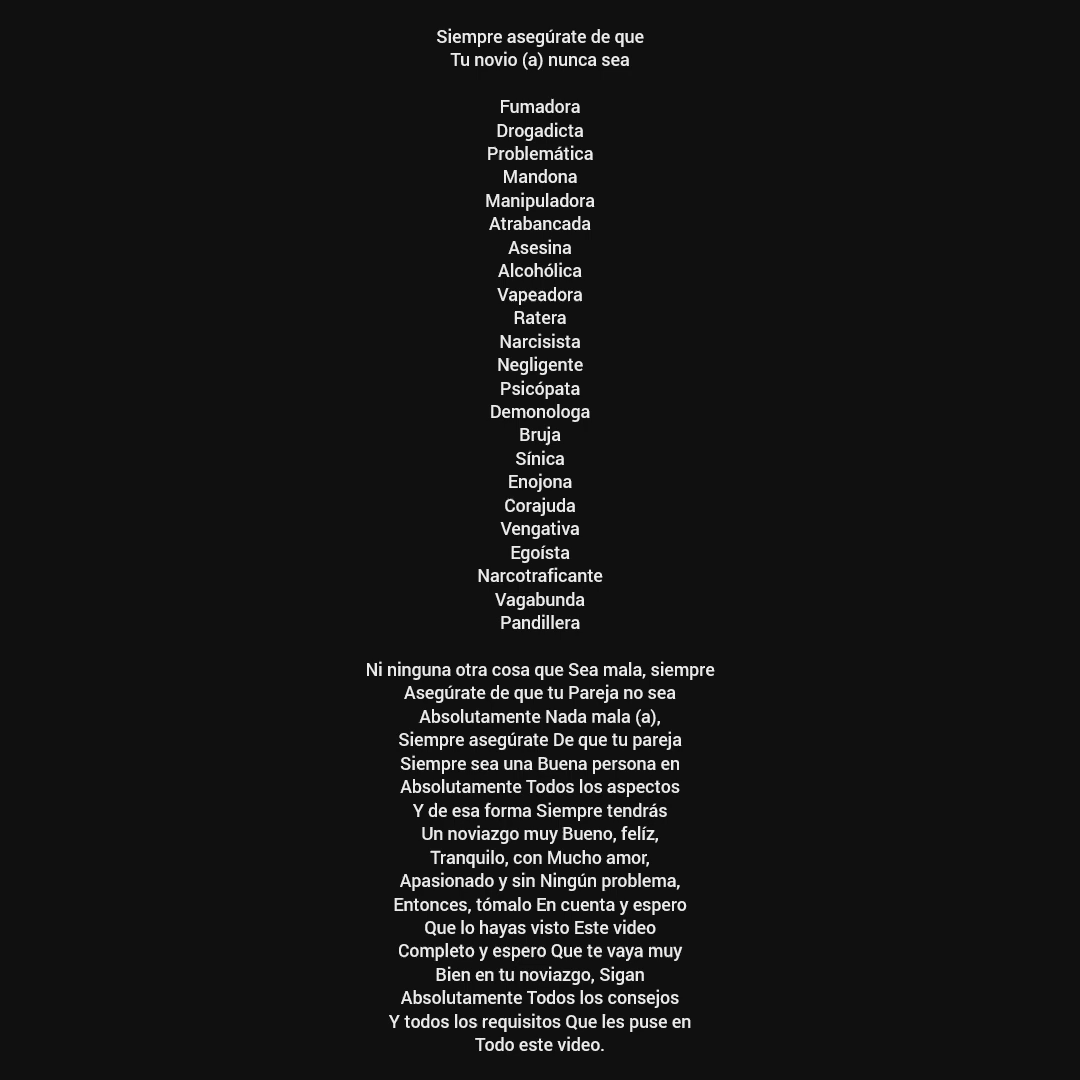 Siempre asegúrate de que
Tu novio (a) nunca sea
Fumadora
Drogadicta
Problemática
Mandona
Manipuladora
Atrabancada
Asesina
Alcohólica
Vapeadora
Ratera
Narcisista
Negligente
Psicópata
Demonologa
Bruja
Sínica
Enojona
Corajuda
Vengativa
Egoísta
Narcotraficante
Vagabunda
Pandillera
Ni ninguna otra cosa que Sea mala, siempre
Asegúrate de que tu Pareja no sea
Absolutamente Nada mala (a),
Siempre asegúrate De que tu pareja
Siempre sea una Buena persona en
Absolutamente Todos los aspectos
Y de esa forma Siempre tendrás
Un noviazgo muy Bueno, felíz,
Tranquilo, con Mucho amor,
Apasionado y sin Ningún problema,
Entonces, tómalo En cuenta y espero
Que lo hayas visto Este video
Completo y espero Que te vaya muy
Bien en tu noviazgo, Sigan
Absolutamente Todos los consejos
Y todos los requisitos Que les puse en
Todo este video.